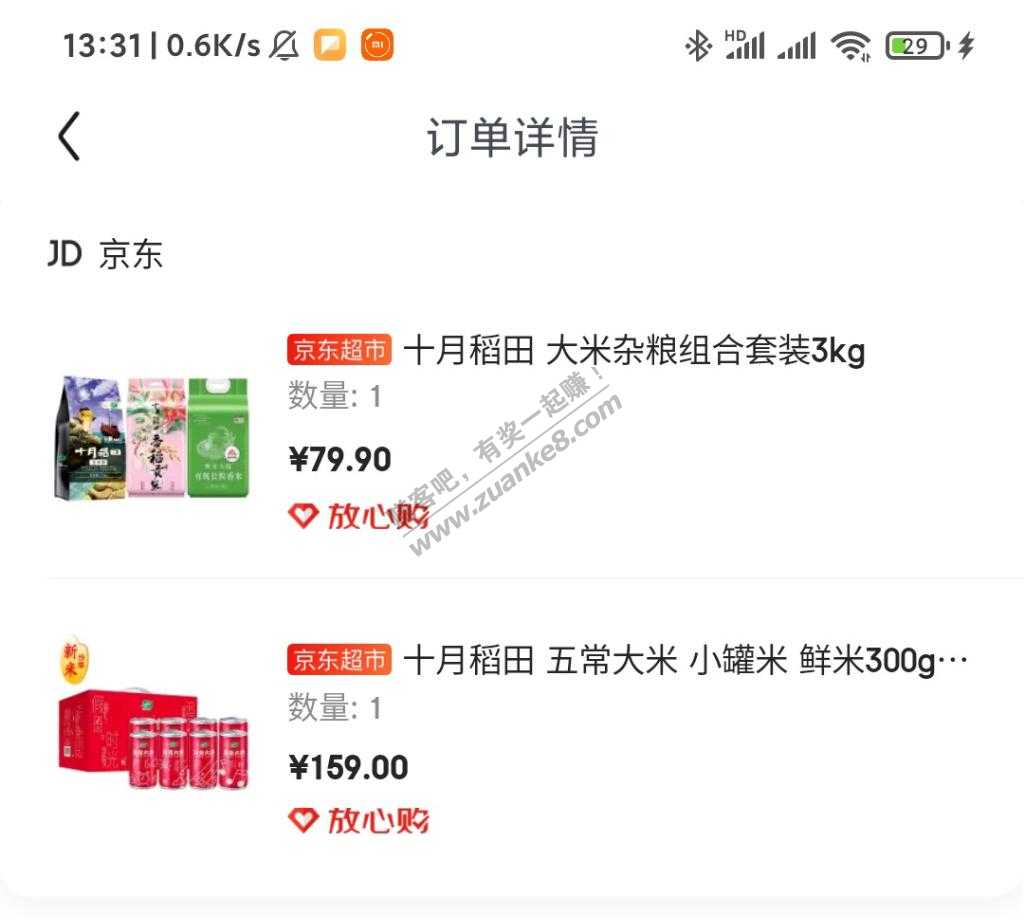 13:31 | 0.6K/s
HD
29
订单详情
JD 京东
京东超市 十月稻田 大米杂粮组合套装3kg
数量: 1
¥79.90
放心购
赚客吧，有奖一起赚！
www.zuanke8.com
新米
京东超市 十月稻田 五常大米 小罐米 鲜米300g…
数量: 1
¥159.00
放心购